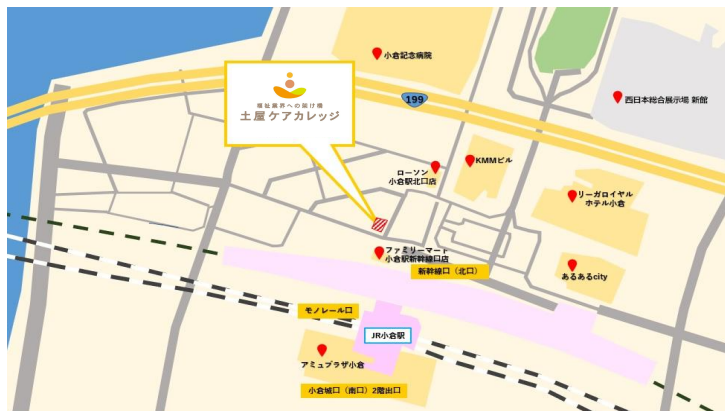 小倉記念病院
199
西日本総合展示場 新館
福祉業界への架け橋
土屋ケアカレッジ
KMMビル
ローソン
小倉駅北口店
リーガロイヤル
ホテル小倉
ファミリーマート
小倉駅新幹線口店
新幹線口（北口）
あるあるcity
モノレール口
JR小倉駅
アミュプラザ小倉
小倉城口（南口）2階出口